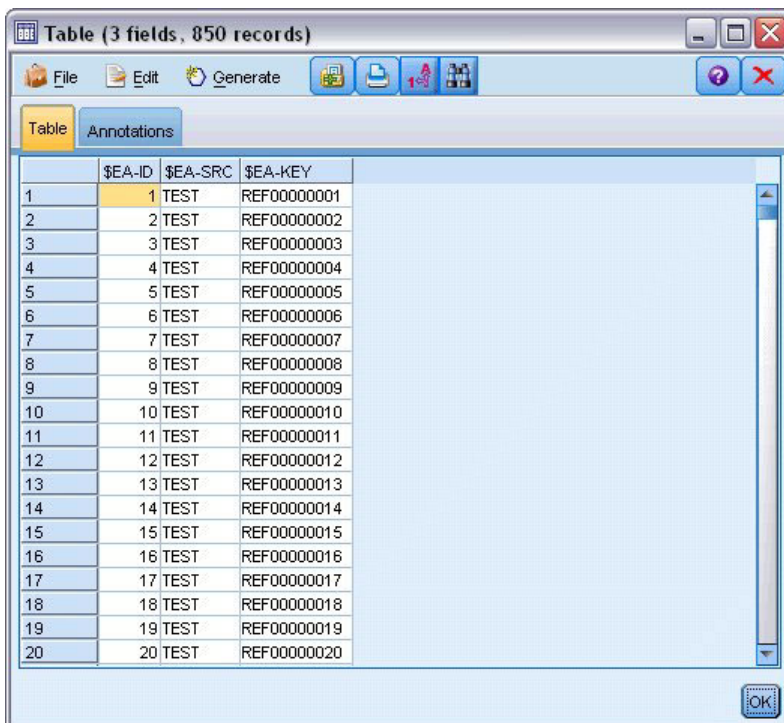 Table (3 fields, 850 records)
File Edit Generate
Table Annotations
$EA-ID $EA-SRC $EA-KEY
1 1 TEST REF00000001
2 2 TEST REF00000002
3 3 TEST REF00000003
4 4 TEST REF00000004
5 5 TEST REF00000005
6 6 TEST REF00000006
7 7 TEST REF00000007
8 8 TEST REF00000008
9 9 TEST REF00000009
10 10 TEST REF00000010
11 11 TEST REF00000011
12 12 TEST REF00000012
13 13 TEST REF00000013
14 14 TEST REF00000014
15 15 TEST REF00000015
16 16 TEST REF00000016
17 17 TEST REF00000017
18 18 TEST REF00000018
19 19 TEST REF00000019
20 20 TEST REF00000020
OK